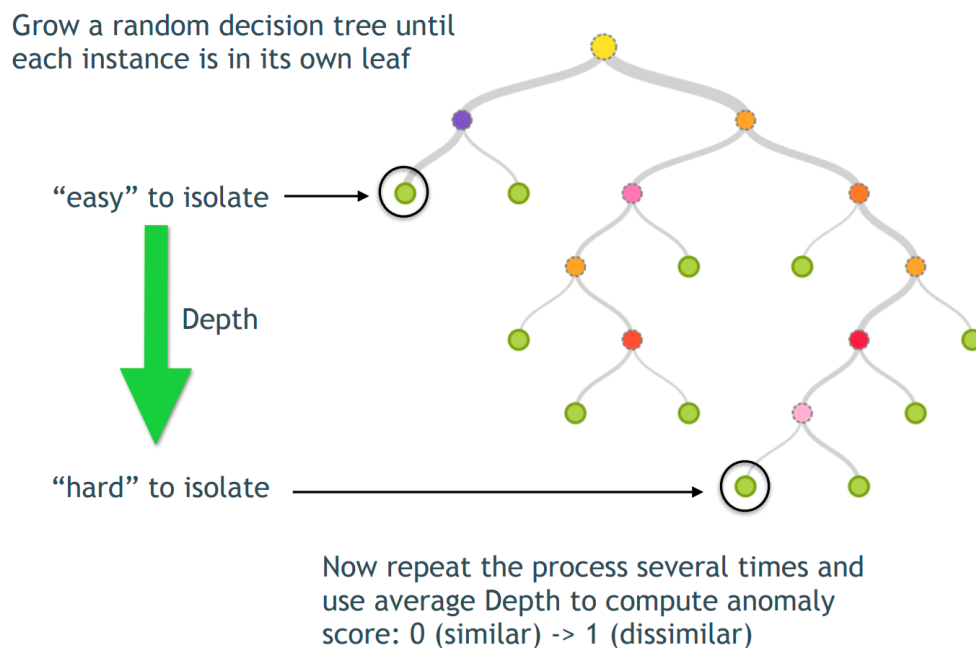 Grow a random decision tree until
each instance is in its own leaf
“easy” to isolate
Depth
“hard” to isolate
Now repeat the process several times and
use average Depth to compute anomaly
score: 0 (similar) -> 1 (dissimilar)